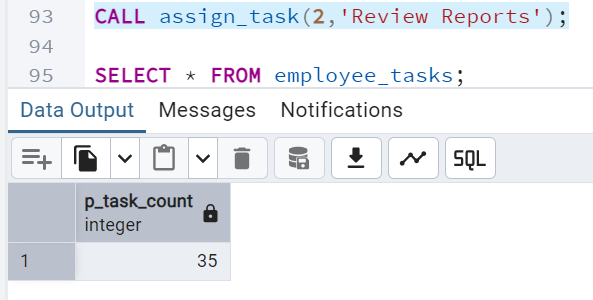 93 CALL assign_task(2,'Review Reports');
94
95 SELECT * FROM employee_tasks;
Data Output Messages Notifications
SQL
p_task_count
integer
1 35